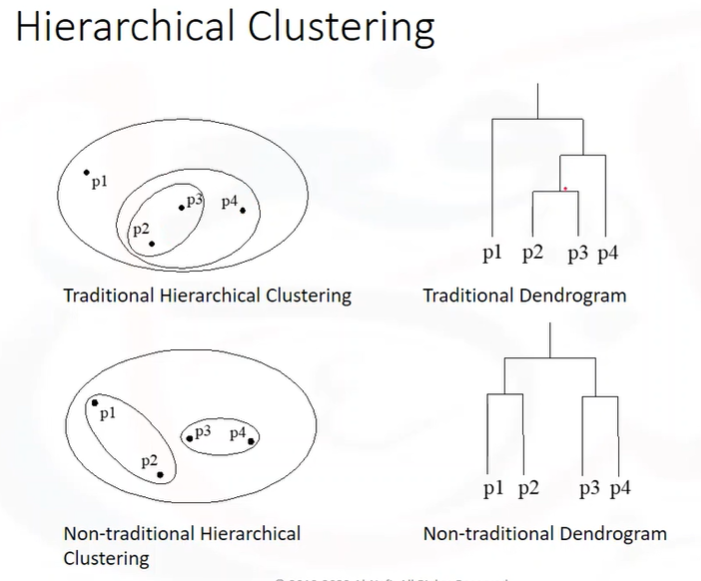 Hierarchical Clustering
p1
p3 p4
p2
p1 p2 p3 p4
Traditional Hierarchical Clustering
Traditional Dendrogram
p1
p3 p4
p2
p1 p2 p3 p4
Non-traditional Hierarchical
Clustering
Non-traditional Dendrogram